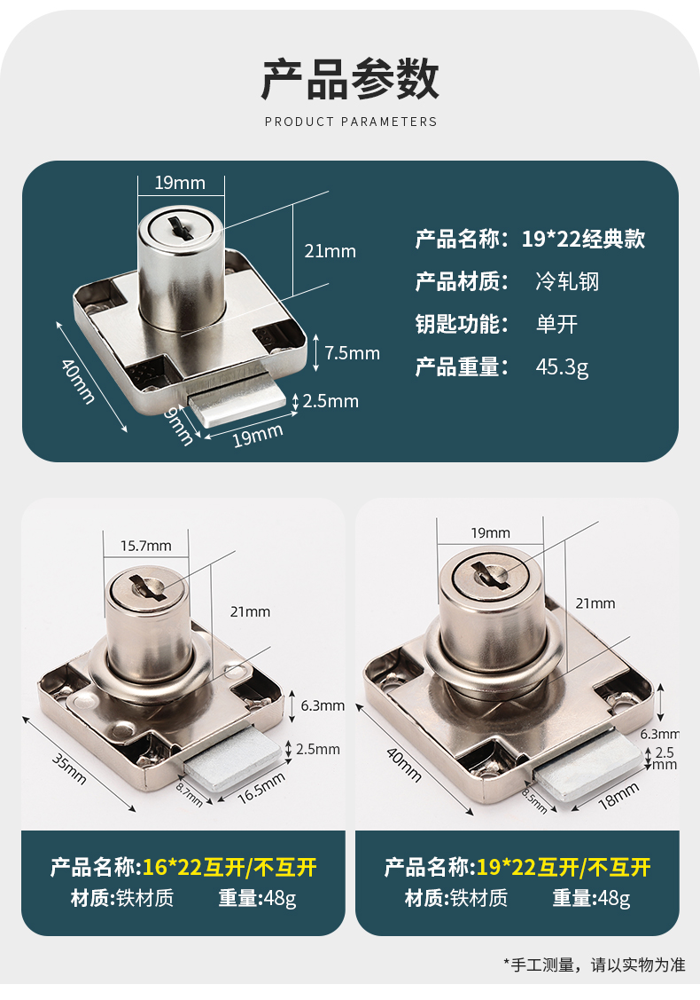 产品参数
PRODUCT PARAMETERS
19mm
21mm
7.5mm
2.5mm
40mm
9mm
19mm
产品名称：19*22经典款
产品材质： 冷轧钢
钥匙功能： 单开
产品重量： 45.3g
15.7mm
21mm
6.3mm
2.5mm
35mm
8.7mm
16.5mm
产品名称:16*22互开/不互开
材质:铁材质 重量:48g
19mm
21mm
6.3mm
2.5
mm
40mm
8.5mm
18mm
产品名称:19*22互开/不互开
材质:铁材质 重量:48g
*手工测量，请以实物为准